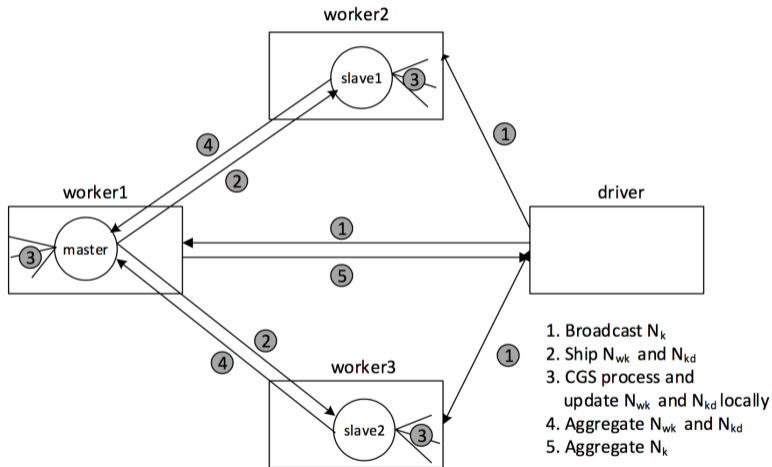 worker2
slave1
3
1
4
2
worker1
driver
master
3
1
5
2
1
4
worker3
slave2
3
1. Broadcast Nk
2. Ship Nwk and Nkd
3. CGS process and
update Nwk and Nkd locally
4. Aggregate Nwk and Nkd
5. Aggregate Nk